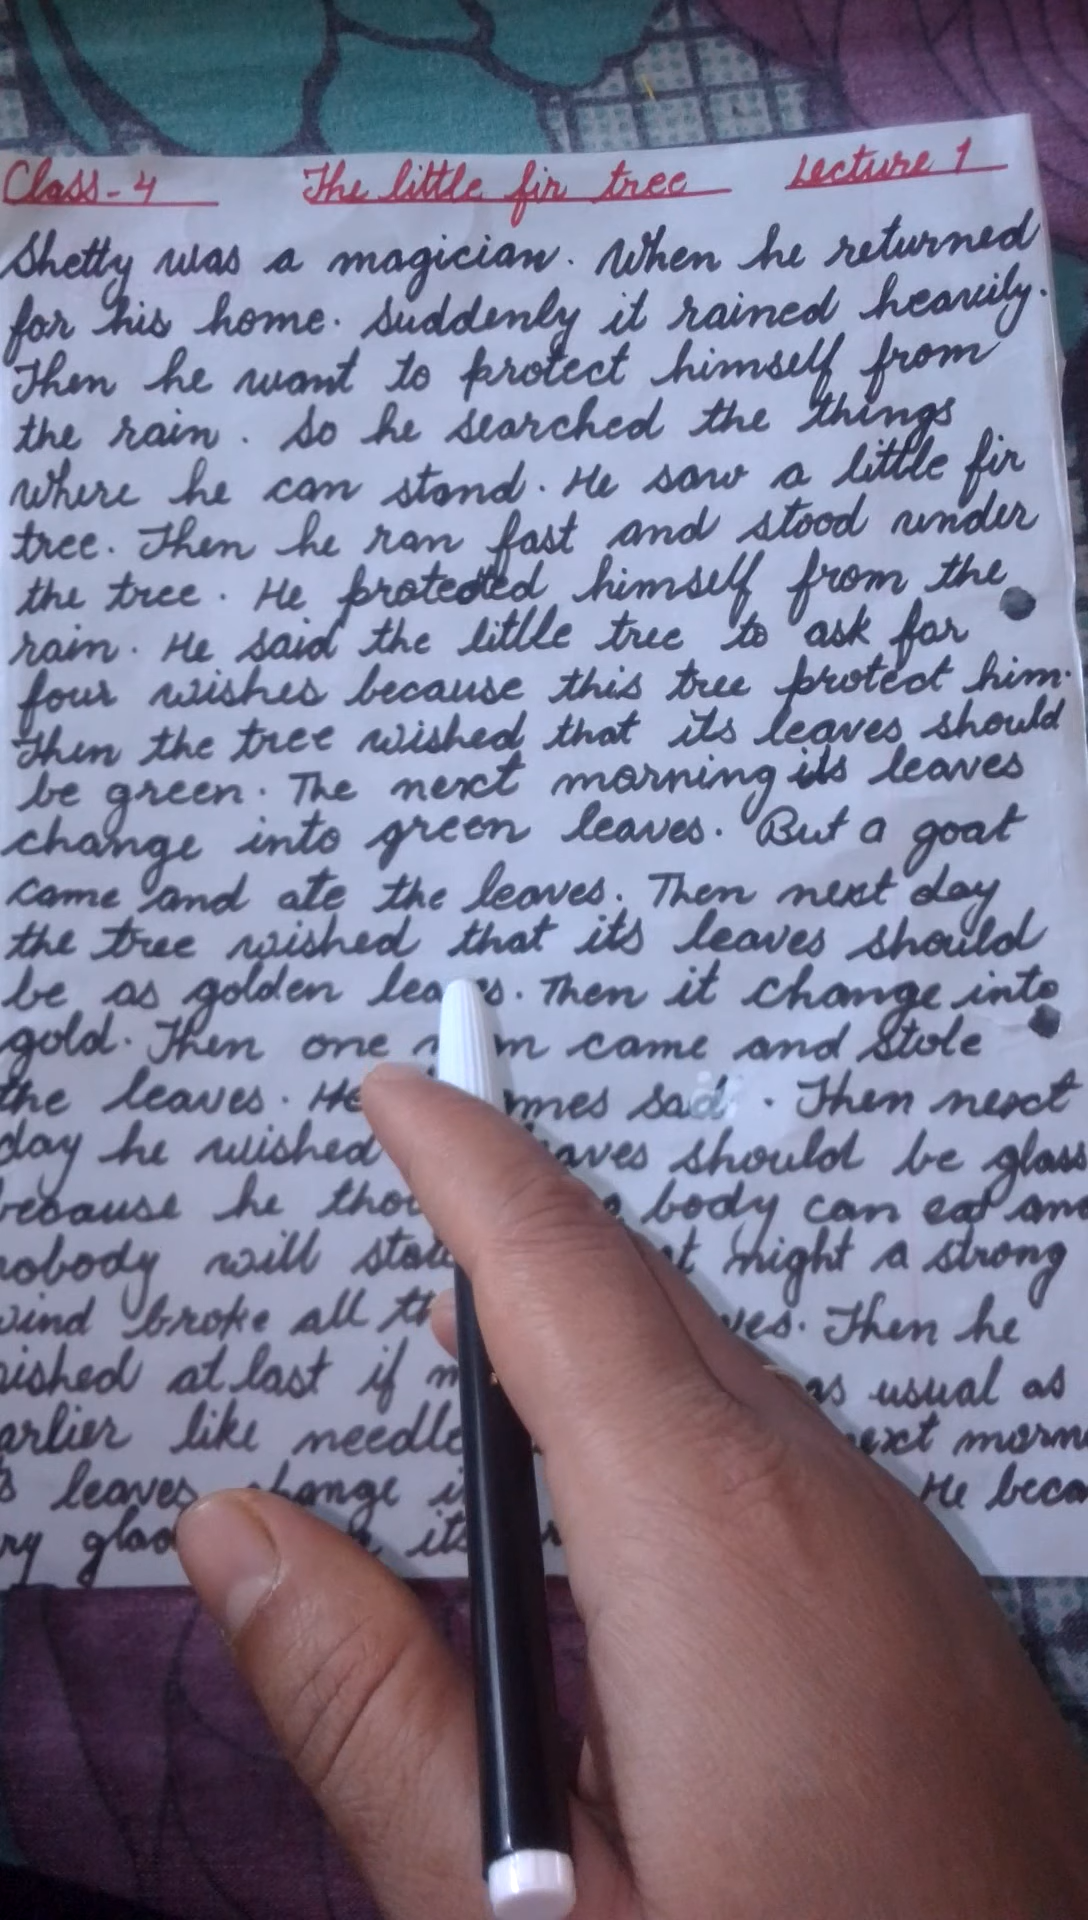 Class-4 The little fir tree Lecture 1
Shetty was a magician. When he returned
for his home. Suddenly it rained heavily.
Then he want to protect himself from
the rain. So he searched the things
where he can stand. He saw a little fir
tree. Then he ran fast and stood under
the tree. He protected himself from the
rain. He said the little tree to ask for
four wishes because this tree protect him.
Then the tree wished that its leaves should
be green. The next morning its leaves
change into green leaves. But a goat
came and ate the leaves. Then next day
the tree wished that its leaves should
be as golden leaves. Then it change into
gold. Then one came and stole
the leaves. He sad. Then next
day he wished should be glass
because he body can eat and
nobody will might a strong
wind broke all Then he
wished at last if as usual as
earlier like next
leaves change He
glad